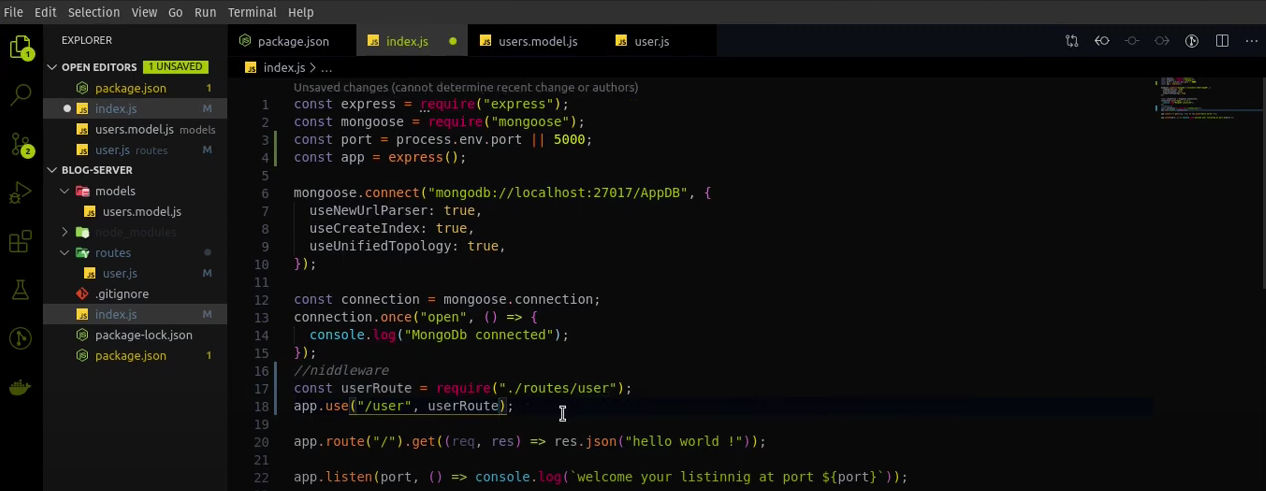 File Edit Selection View Go Run Terminal Help
EXPLORER
OPEN EDITORS 1 UNSAVED
package.json 1
index.js M
users.model.js models
user.js routes M
BLOG-SERVER
models
users.model.js
node_modules
routes
user.js M
.gitignore
index.js M
package-lock.json
package.json 1
1
2
package.json index.js users.model.js user.js
index.js > ...
Unsaved changes (cannot determine recent change or authors)
1 const express = require("express");
2 const mongoose = require("mongoose");
3 const port = process.env.port || 5000;
4 const app = express();
5
6 mongoose.connect("mongodb://localhost:27017/AppDB", {
7 useNewUrlParser: true,
8 useCreateIndex: true,
9 useUnifiedTopology: true,
10 });
11
12 const connection = mongoose.connection;
13 connection.once("open", () => {
14 console.log("MongoDb connected");
15 });
16 //niddleware
17 const userRoute = require("./routes/user");
18 app.use("/user", userRoute);
19
20 app.route("/").get((req, res) => res.json("hello world !"));
21
22 app.listen(port, () => console.log(`welcome your listinnig at port ${port}`));